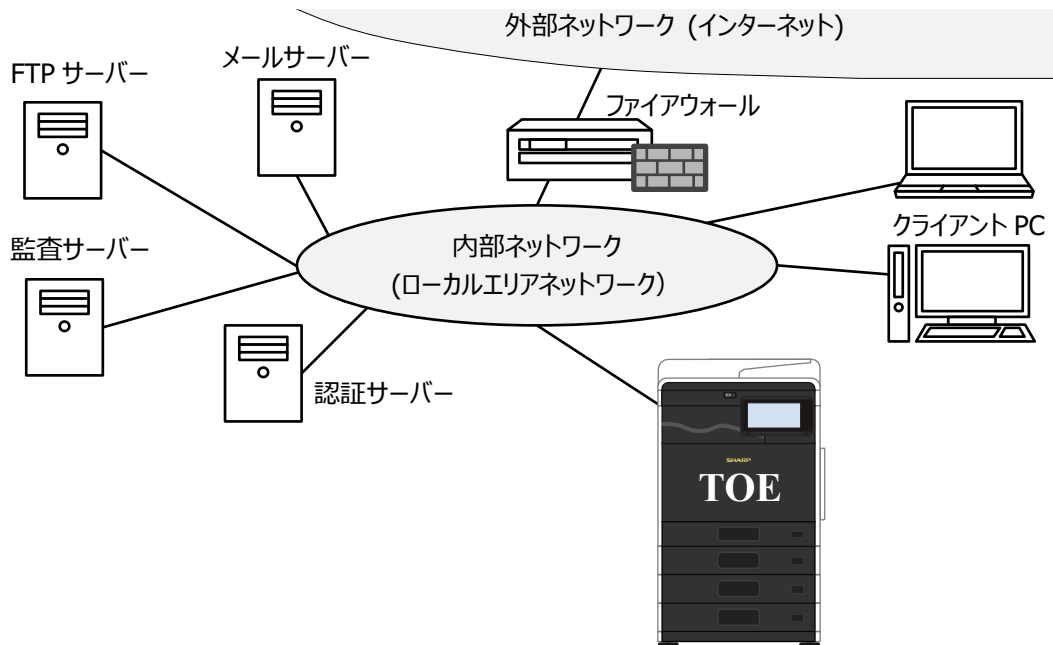 外部ネットワーク (インターネット)
メールサーバー
FTP サーバー
ファイアウォール
クライアント PC
監査サーバー
内部ネットワーク
(ローカルエリアネットワーク)
認証サーバー
SHARP
TOE